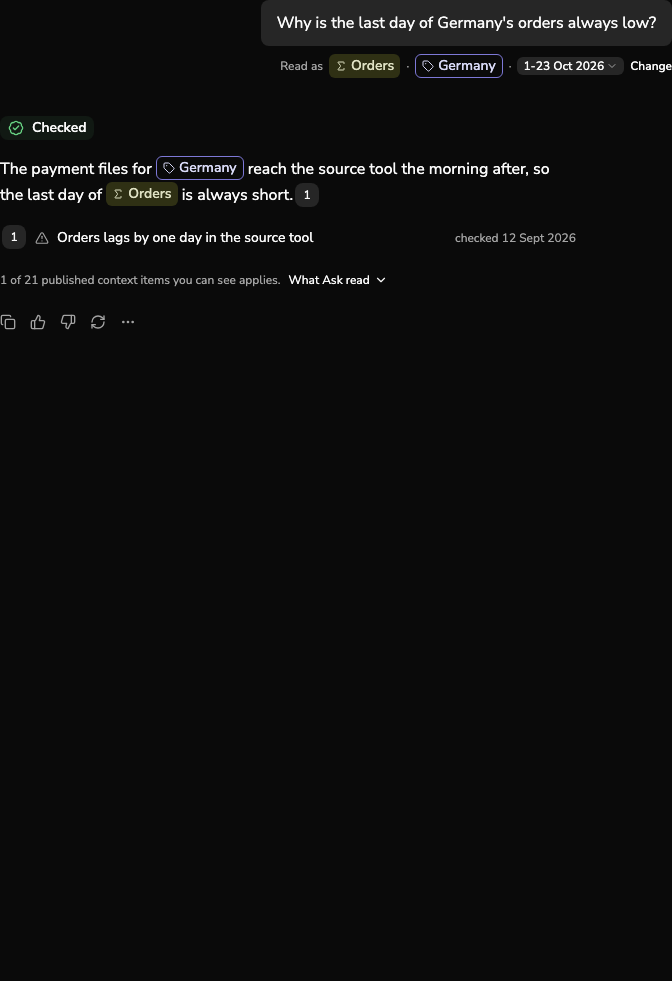 Why is the last day of Germany's orders always low?
Read as Σ Orders · Germany · 1-23 Oct 2026 Change
Checked
The payment files for Germany reach the source tool the morning after, so
the last day of Σ Orders is always short. 1
1 Orders lags by one day in the source tool checked 12 Sept 2026
1 of 21 published context items you can see applies. What Ask read